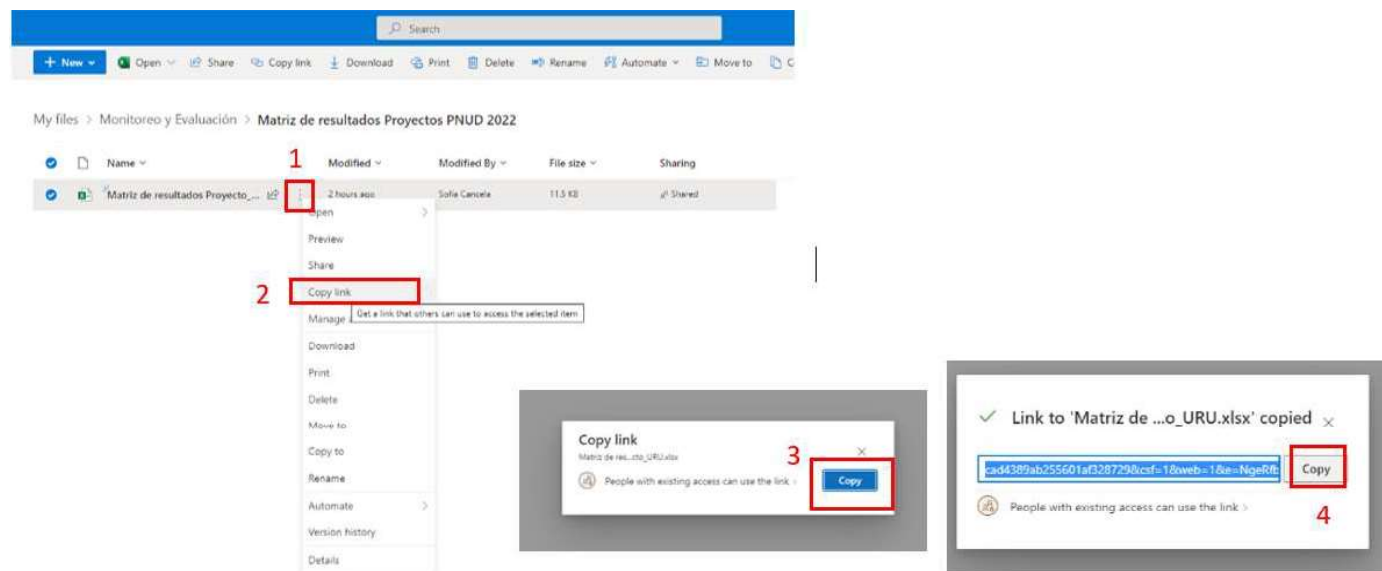 Search
New Open Share Copy link Download Print Delete Rename Automate Move to C
My files > Monitoreo y Evaluación > Matriz de resultados Proyectos PNUD 2022
1
Name Modified Modified By File size Sharing
Matriz de resultados Proyecto_... 2 hours ago Sofia Cancela 11.5 KB Shared
Open
Preview
Share
2 Copy link
Get a link that others can use to access the selected item
Manage
Download
Print
Delete
Move to
Copy to
Rename
Automate
Version history
Details
Copy link
Matriz de res...cto_URU.xlsx
3
People with existing access can use the link
Copy
Link to 'Matriz de ...o_URU.xlsx' copied
cad4389ab255601af328729&csf=1&web=1&e=NgeRfb Copy
People with existing access can use the link
4